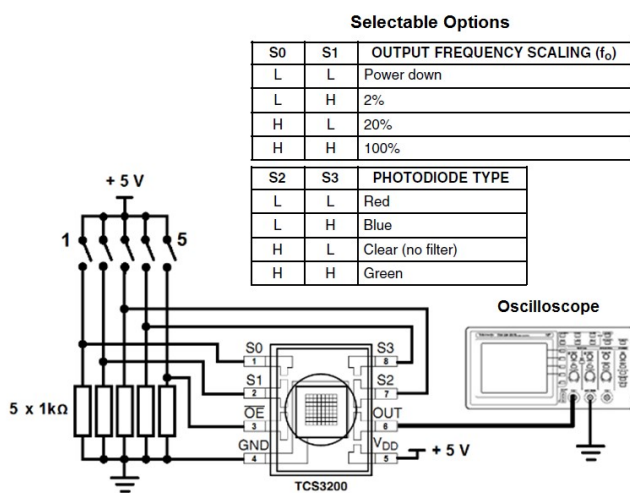 Selectable Options
S0 S1 OUTPUT FREQUENCY SCALING (fo)
L L Power down
L H 2%
H L 20%
H H 100%
S2 S3 PHOTODIODE TYPE
L L Red
L H Blue
H L Clear (no filter)
H H Green
+ 5 V
1 5
Oscilloscope
S0 S3
1 8
S1 S2
2 7
5 x 1kΩ
OE OUT
3 6
GND VDD
4 5 + 5 V
TCS3200